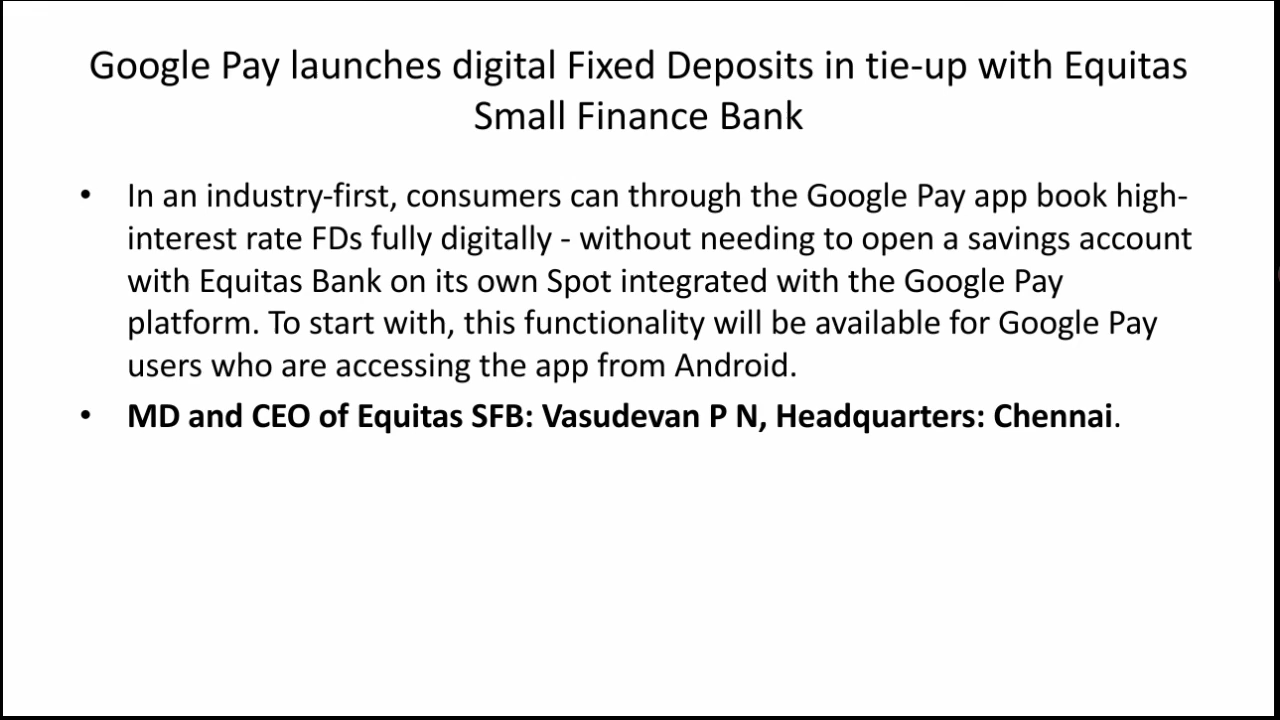 Google Pay launches digital Fixed Deposits in tie-up with Equitas
Small Finance Bank
• In an industry-first, consumers can through the Google Pay app book high-
interest rate FDs fully digitally - without needing to open a savings account
with Equitas Bank on its own Spot integrated with the Google Pay
platform. To start with, this functionality will be available for Google Pay
users who are accessing the app from Android.
• MD and CEO of Equitas SFB: Vasudevan P N, Headquarters: Chennai.